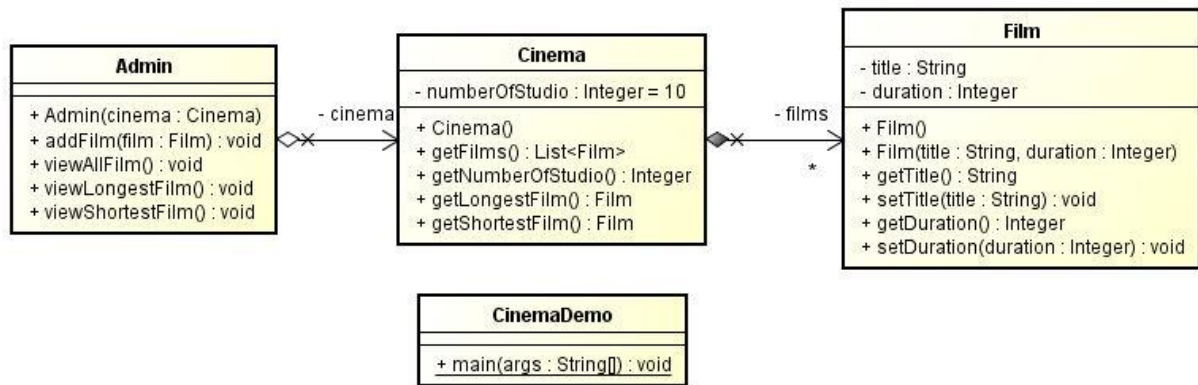 Admin
+ Admin(cinema : Cinema)
+ addFilm(film : Film) : void
+ viewAllFilm() : void
+ viewLongestFilm() : void
+ viewShortestFilm() : void
- cinema
Cinema
- numberOfStudio : Integer = 10
+ Cinema()
+ getFilms() : List<Film>
+ getNumberOfStudio() : Integer
+ getLongestFilm() : Film
+ getShortestFilm() : Film
- films
*
Film
- title : String
- duration : Integer
+ Film()
+ Film(title : String, duration : Integer)
+ getTitle() : String
+ setTitle(title : String) : void
+ getDuration() : Integer
+ setDuration(duration : Integer) : void
CinemaDemo
+ main(args : String[]) : void